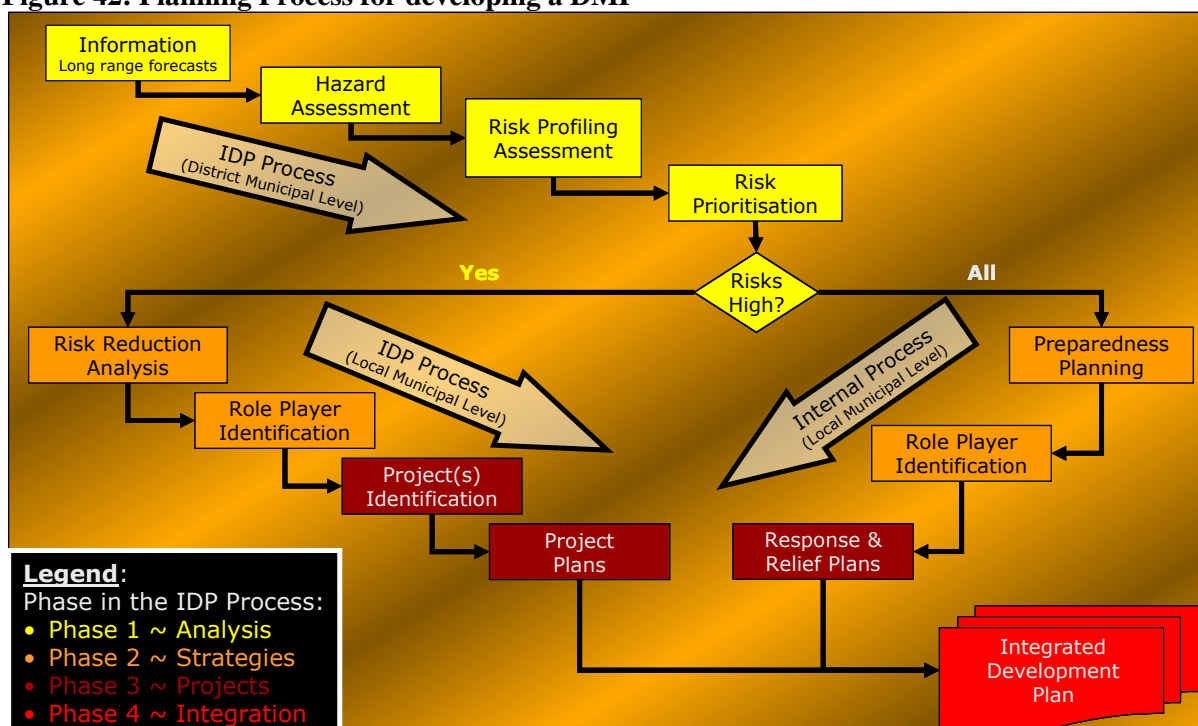 Figure 42: Planning Process for developing a DMP
Information
Long range forecasts
Hazard
Assessment
Risk Profiling
Assessment
Risk
Prioritisation
IDP Process
(District Municipal Level)
Risks
High?
Yes
All
Risk Reduction
Analysis
Role Player
Identification
Project(s)
Identification
Project
Plans
IDP Process
(Local Municipal Level)
Internal Process
(Local Municipal Level)
Preparedness
Planning
Role Player
Identification
Response &
Relief Plans
Integrated
Development
Plan
Legend:
Phase in the IDP Process:
• Phase 1 ~ Analysis
• Phase 2 ~ Strategies
• Phase 3 ~ Projects
• Phase 4 ~ Integration